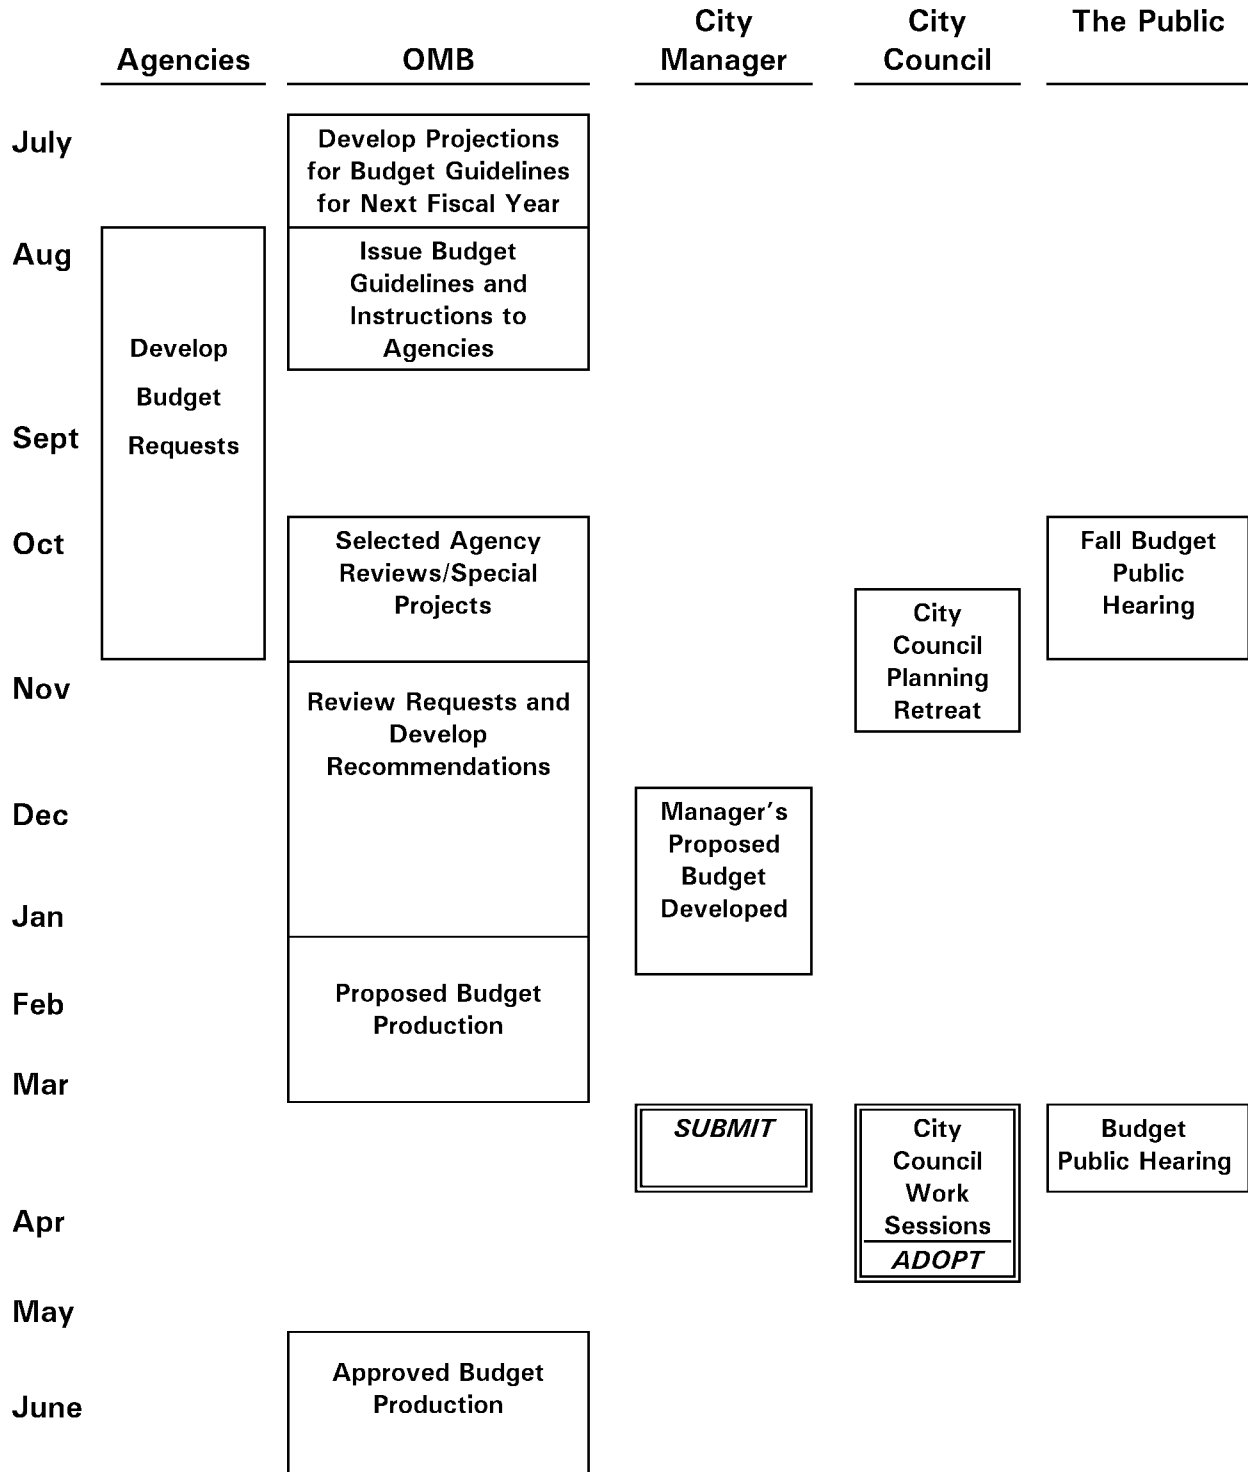 City
Manager
City
Council
The Public
Agencies
OMB
July
Develop Projections
for Budget Guidelines
for Next Fiscal Year
Aug
Issue Budget
Guidelines and
Instructions to
Agencies
Develop
Budget
Requests
Sept
Oct
Selected Agency
Reviews/Special
Projects
Fall Budget
Public
Hearing
City
Council
Planning
Retreat
Nov
Review Requests and
Develop
Recommendations
Dec
Manager's
Proposed
Budget
Developed
Jan
Feb
Proposed Budget
Production
Mar
SUBMIT
City
Council
Work
Sessions
ADOPT
Budget
Public Hearing
Apr
May
Approved Budget
Production
June